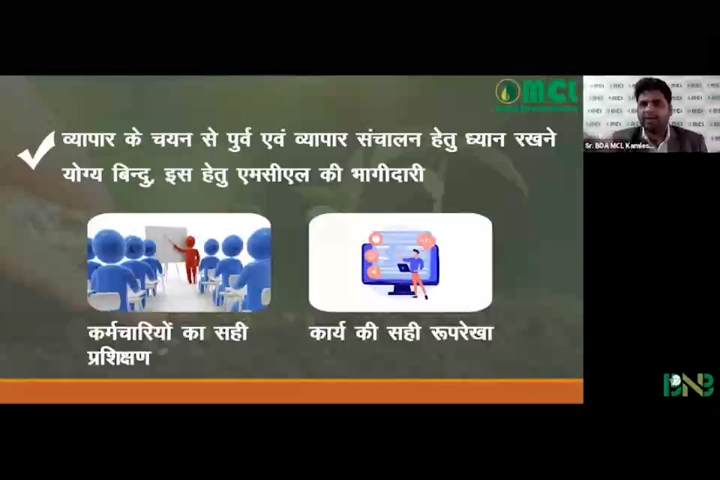 MCL
व्यापार के चयन से पुर्व एवं व्यापार संचालन हेतु ध्यान रखने
योग्य बिन्दु, इस हेतु एमसीएल की भागीदारी
कर्मचारियों का सही
प्रशिक्षण
कार्य की सही रूपरेखा
Sr. BDA MCL Kamles...
BNB